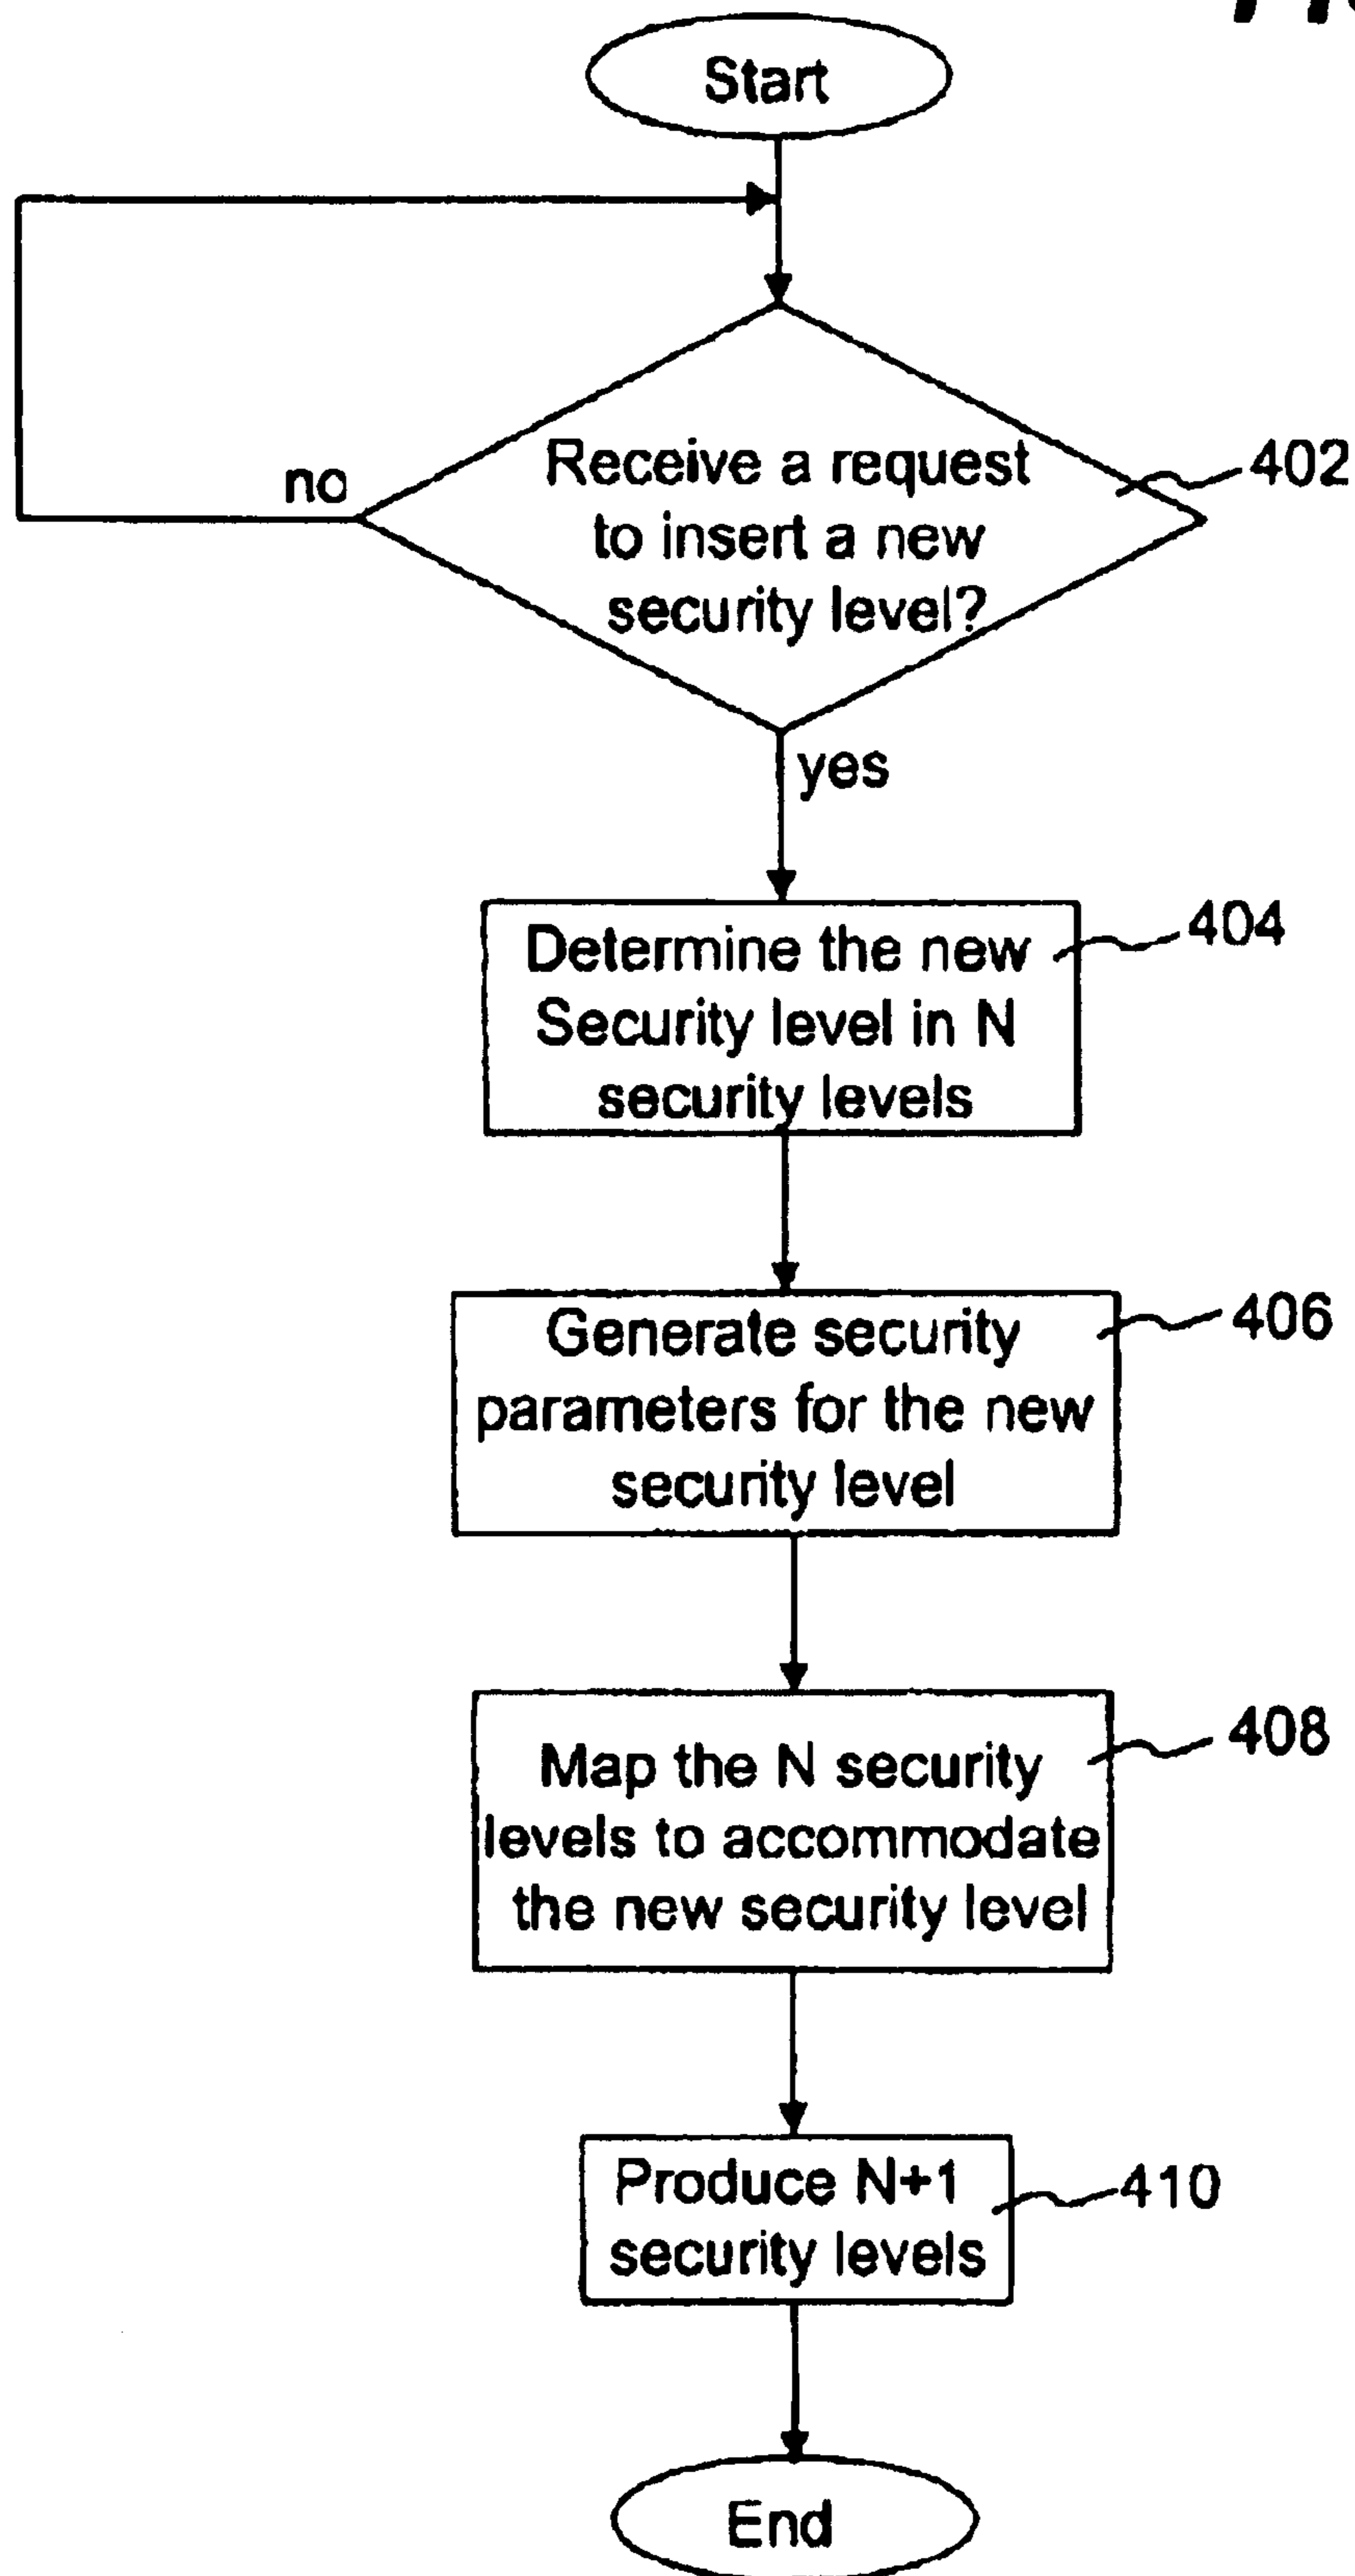 Start
Receive a request
to insert a new
security level?
402
no
yes
Determine the new
Security level in N
security levels
404
Generate security
parameters for the new
security level
406
Map the N security
levels to accommodate
the new security level
408
Produce N+1
security levels
410
End